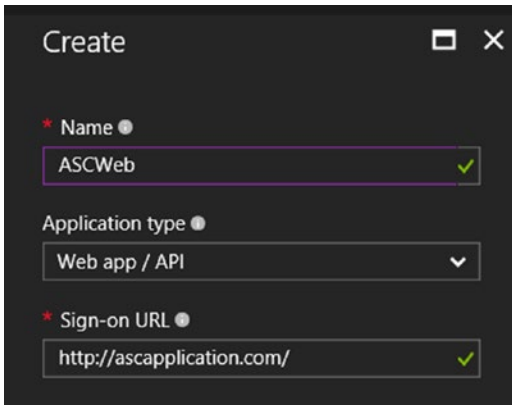 Create
* Name
ASCWeb
Application type
Web app / API
* Sign-on URL
http://ascapplication.com/